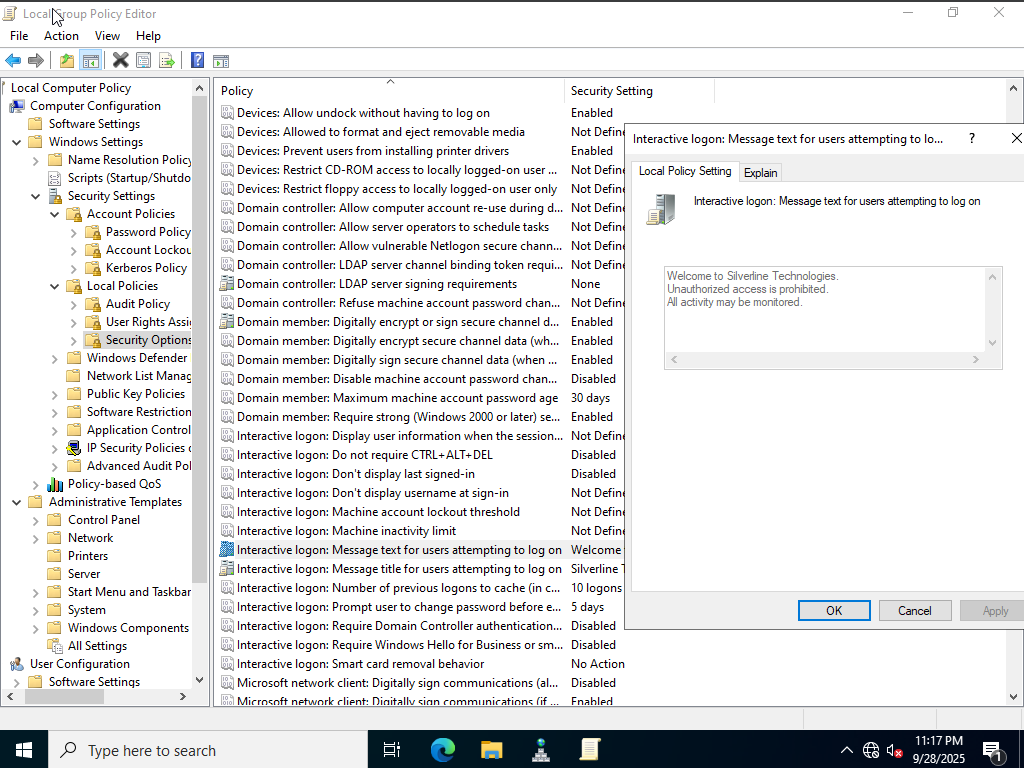 Local Group Policy Editor
File Action View Help
Local Computer Policy
Computer Configuration
Software Settings
Windows Settings
Name Resolution Policy
Scripts (Startup/Shutdo
Security Settings
Account Policies
Password Policy
Account Lockou
Kerberos Policy
Local Policies
Audit Policy
User Rights Assi
Security Options
Windows Defender
Network List Manag
Public Key Policies
Software Restriction
Application Control
IP Security Policies o
Advanced Audit Pol
Policy-based QoS
Administrative Templates
Control Panel
Network
Printers
Server
Start Menu and Taskbar
System
Windows Components
All Settings
User Configuration
Software Settings
Policy Security Setting
Devices: Allow undock without having to log on Enabled
Devices: Allowed to format and eject removable media Not Define
Devices: Prevent users from installing printer drivers Enabled
Devices: Restrict CD-ROM access to locally logged-on user ... Not Define
Devices: Restrict floppy access to locally logged-on user only Not Define
Domain controller: Allow computer account re-use during d... Not Define
Domain controller: Allow server operators to schedule tasks Not Define
Domain controller: Allow vulnerable Netlogon secure chann... Not Define
Domain controller: LDAP server channel binding token requi... Not Define
Domain controller: LDAP server signing requirements None
Domain controller: Refuse machine account password chan... Not Define
Domain member: Digitally encrypt or sign secure channel d... Enabled
Domain member: Digitally encrypt secure channel data (wh... Enabled
Domain member: Digitally sign secure channel data (when ... Enabled
Domain member: Disable machine account password chan... Disabled
Domain member: Maximum machine account password age 30 days
Domain member: Require strong (Windows 2000 or later) se... Enabled
Interactive logon: Display user information when the session... Not Define
Interactive logon: Do not require CTRL+ALT+DEL Disabled
Interactive logon: Don't display last signed-in Disabled
Interactive logon: Don't display username at sign-in Not Define
Interactive logon: Machine account lockout threshold Not Define
Interactive logon: Machine inactivity limit Not Define
Interactive logon: Message text for users attempting to log on Welcome
Interactive logon: Message title for users attempting to log on Silverline T
Interactive logon: Number of previous logons to cache (in c... 10 logons
Interactive logon: Prompt user to change password before e... 5 days
Interactive logon: Require Domain Controller authentication... Disabled
Interactive logon: Require Windows Hello for Business or sm... Disabled
Interactive logon: Smart card removal behavior No Action
Microsoft network client: Digitally sign communications (al... Disabled
Microsoft network client: Digitally sign communications (if ... Enabled
Interactive logon: Message text for users attempting to lo... ?
Local Policy Setting Explain
Interactive logon: Message text for users attempting to log on
Welcome to Silverline Technologies.
Unauthorized access is prohibited.
All activity may be monitored.
OK Cancel Apply
Type here to search
11:17 PM
9/28/2025
1